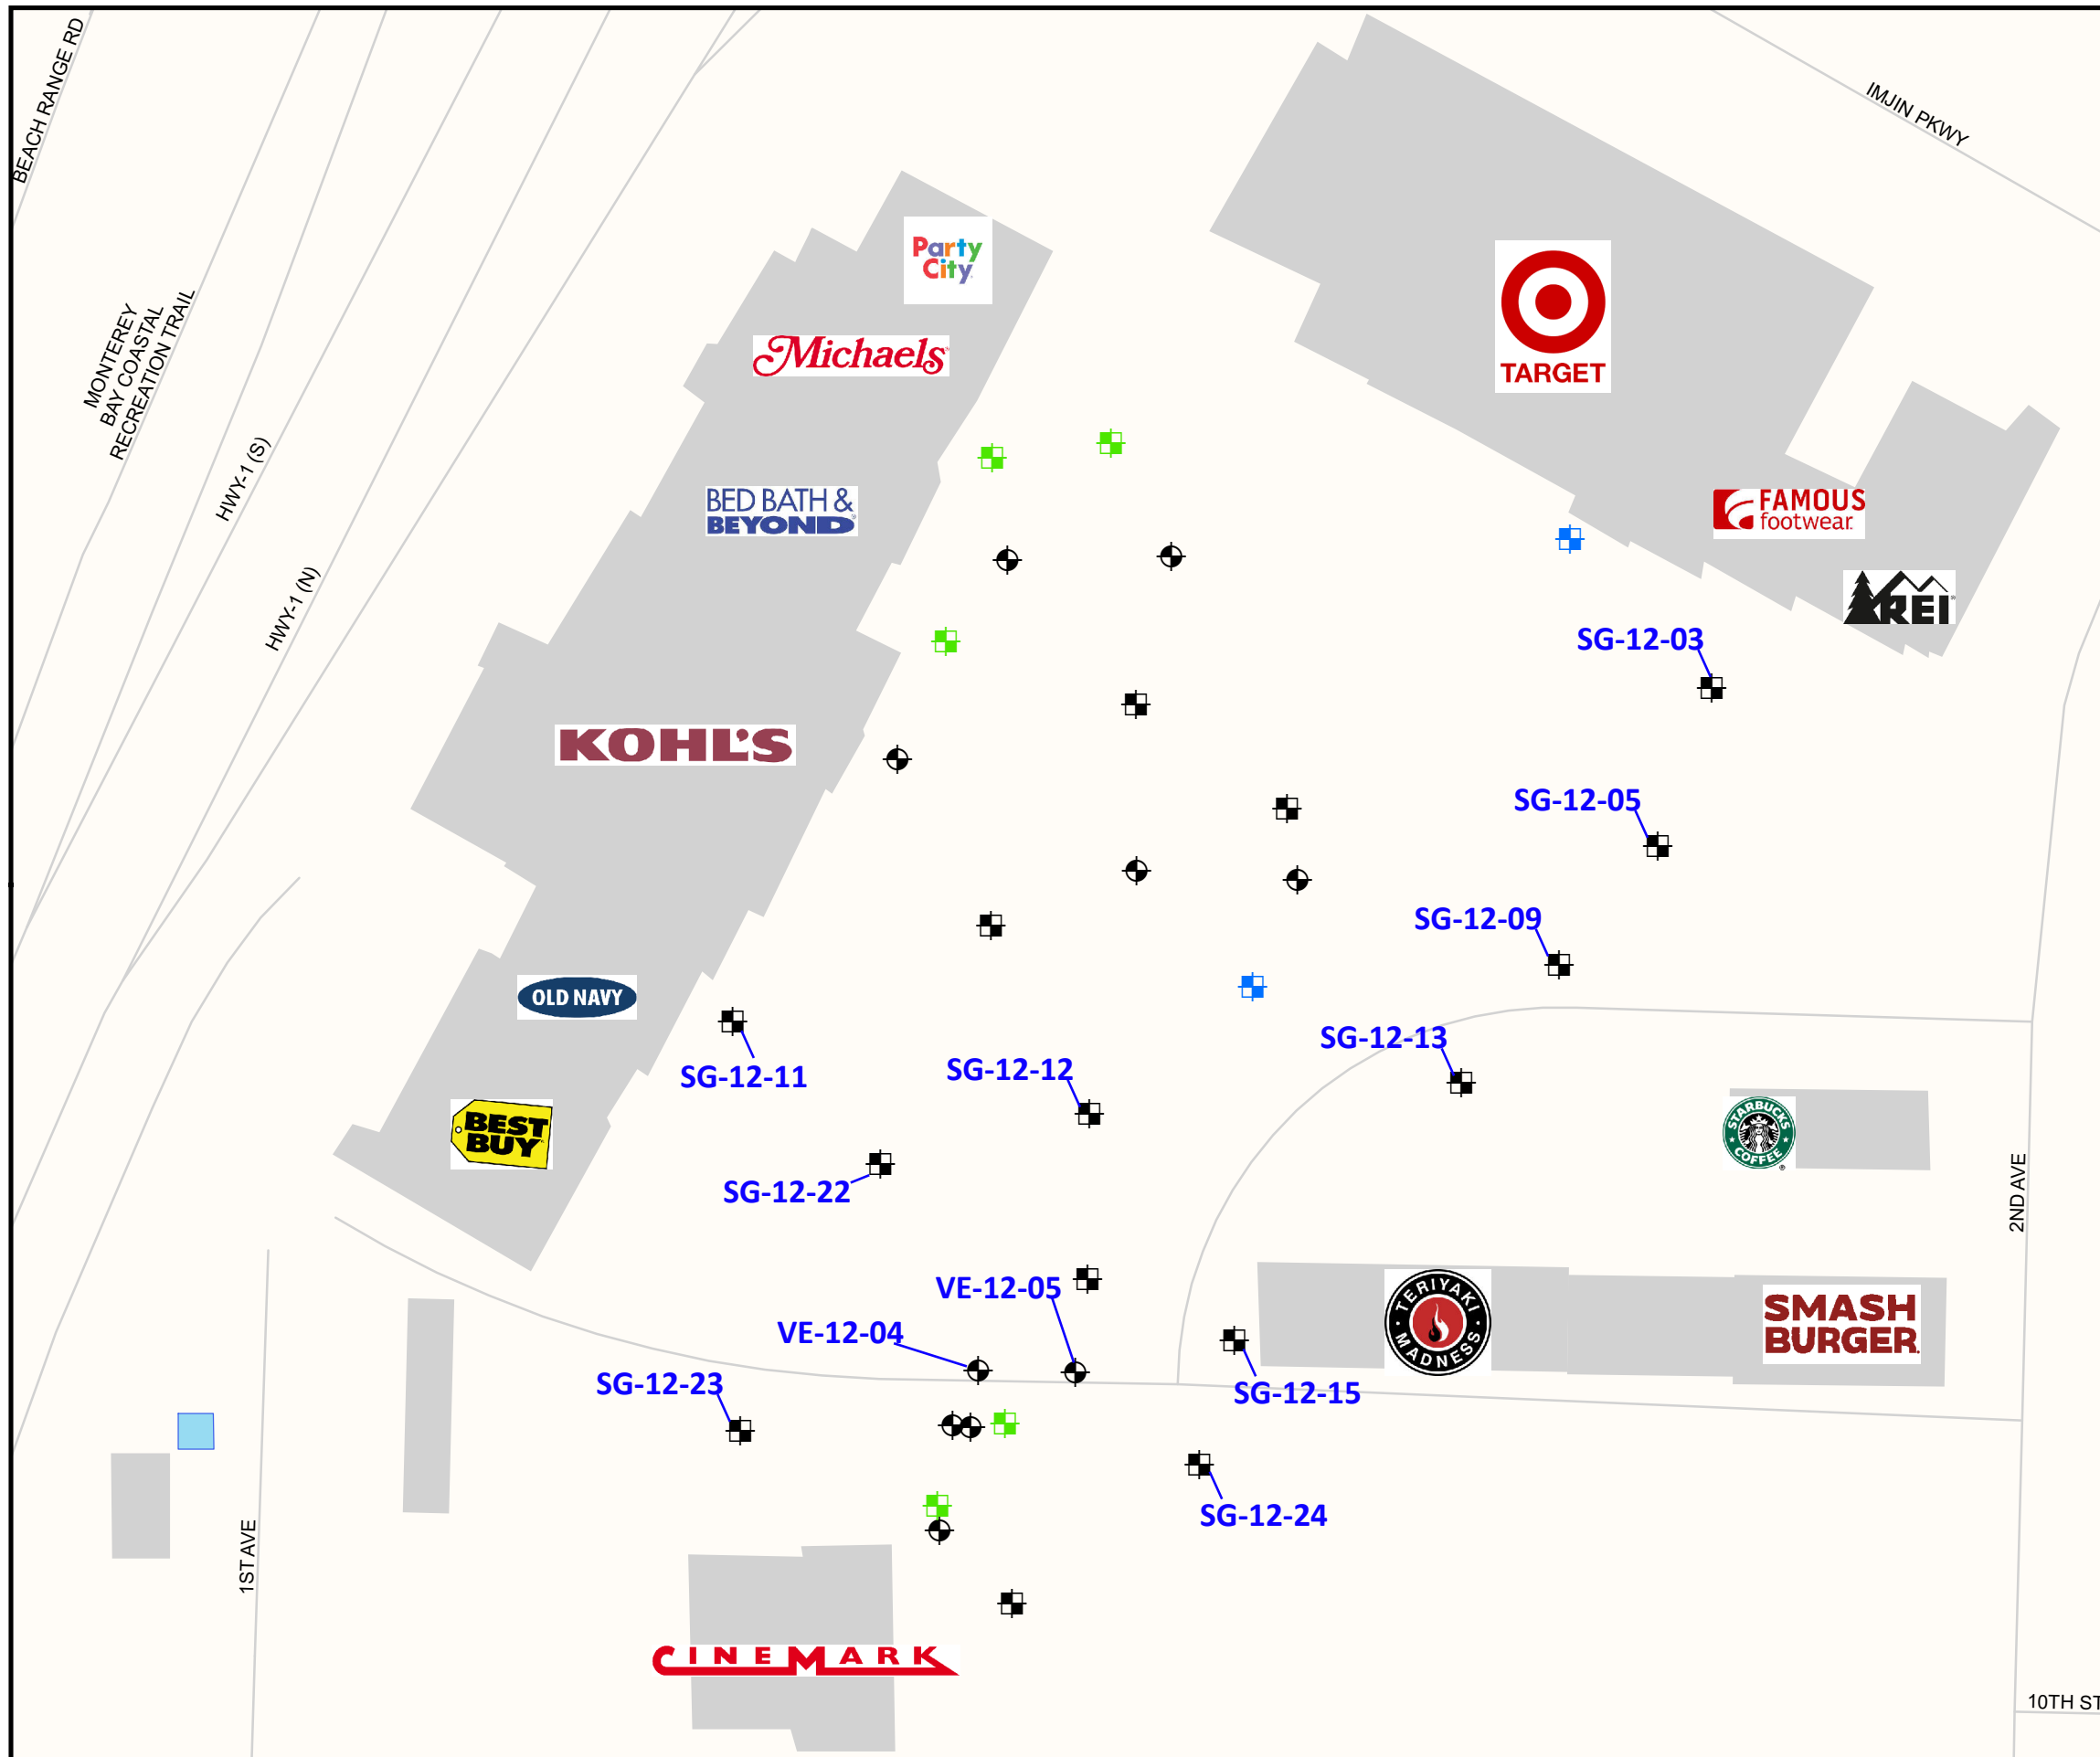 BEACH RANGE RD
IMJIN PKWY
Party
City
MONTEREY
BAY COASTAL
RECREATION TRAIL
Michaels
TARGET
HWY-1 (S)
BED BATH &
BEYOND
FAMOUS
footwear
HWY-1 (N)
REI
SG-12-03
KOHL'S
SG-12-05
SG-12-09
OLD NAVY
SG-12-13
SG-12-11
SG-12-12
BEST
BUY
STARBUCKS
COFFEE
®
SG-12-22
2ND AVE
VE-12-05
TERIYAKI
MADNESS
SMASH
BURGER
VE-12-04
SG-12-23
SG-12-15
SG-12-24
1ST AVE
CINEMARK
10TH ST